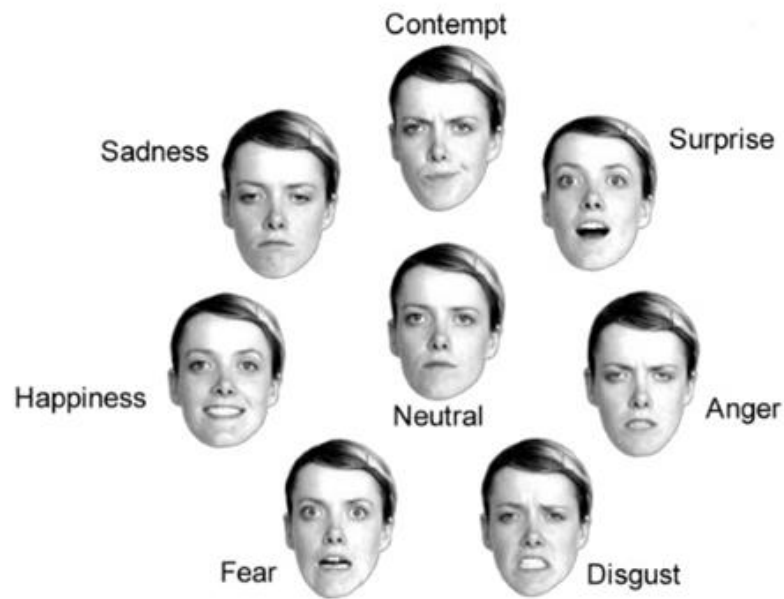 Contempt
Sadness
Surprise
Happiness
Neutral
Anger
Fear
Disgust